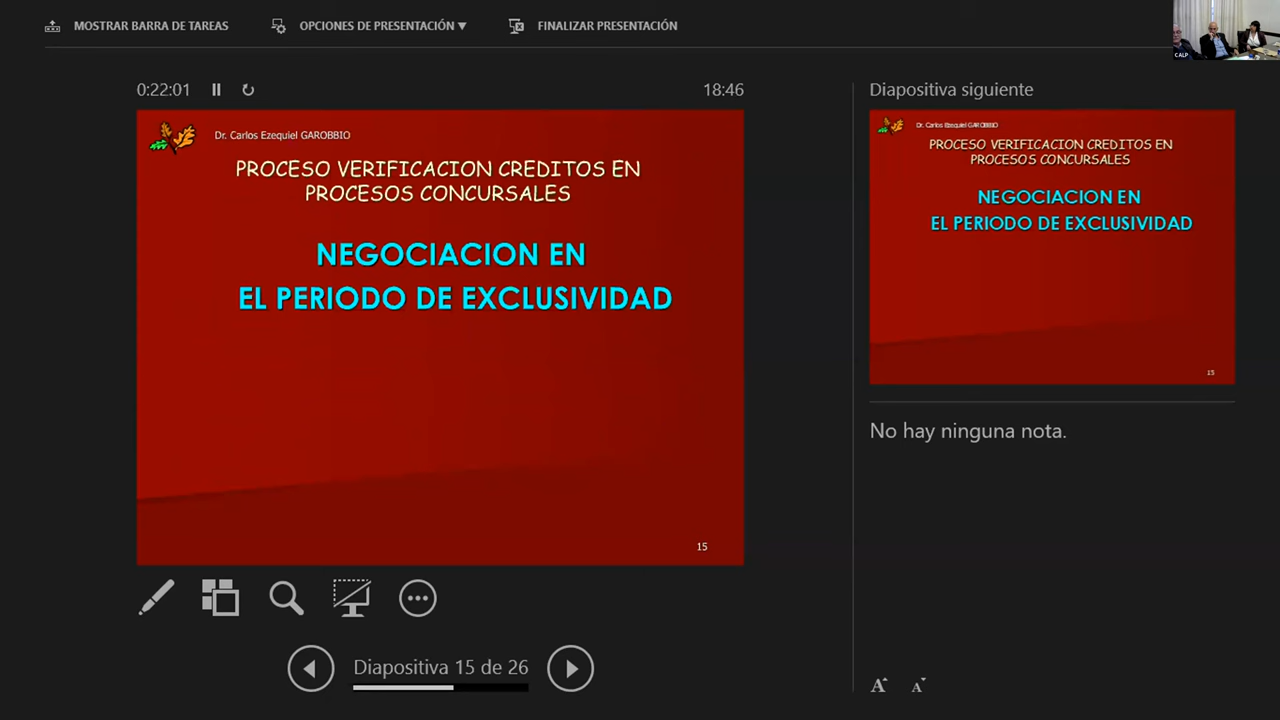 MOSTRAR BARRA DE TAREAS
OPCIONES DE PRESENTACIÓN ▼
FINALIZAR PRESENTACIÓN
CALP
0:22:01
18:46
Dr. Carlos Ezequiel GAROBBIO
PROCESO VERIFICACION CREDITOS EN
PROCESOS CONCURSALES
NEGOCIACION EN
EL PERIODO DE EXCLUSIVIDAD
15
Diapositiva 15 de 26
Diapositiva siguiente
Dr. Carlos Ezequiel GAROBBIO
PROCESO VERIFICACION CREDITOS EN
PROCESOS CONCURSALES
NEGOCIACION EN
EL PERIODO DE EXCLUSIVIDAD
15
No hay ninguna nota.
A A